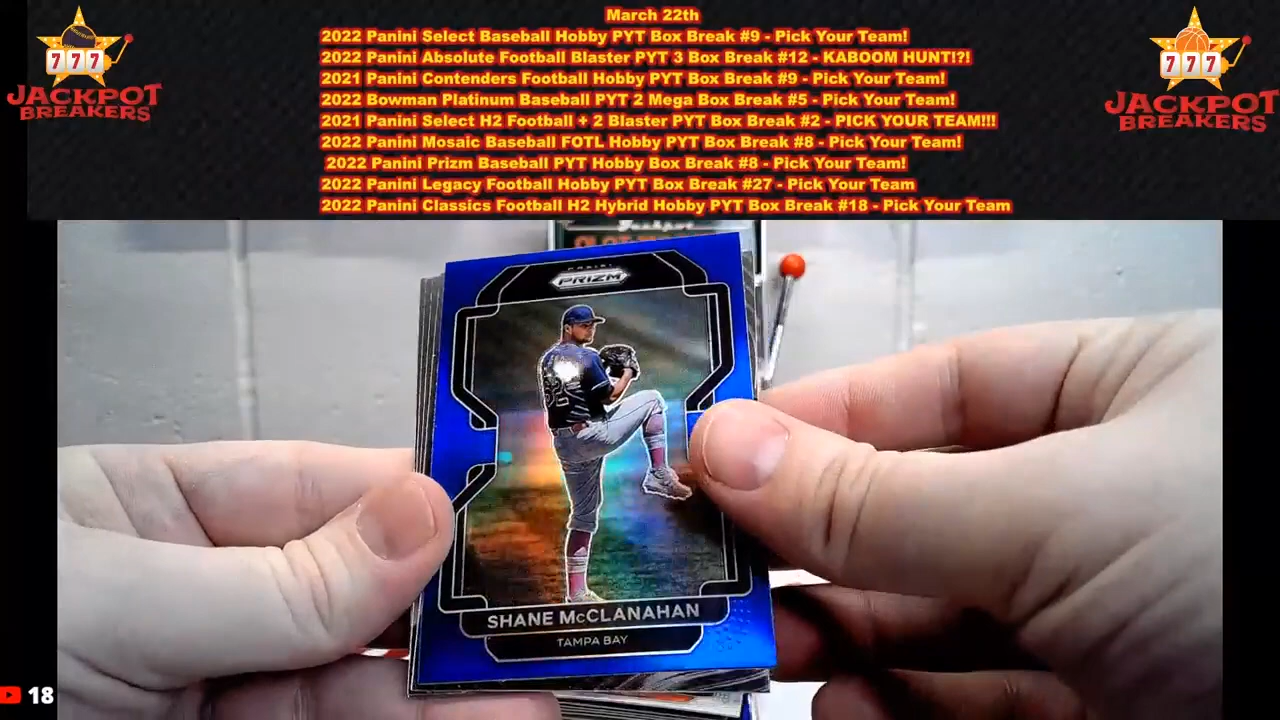 March 22th
2022 Panini Select Baseball Hobby PYT Box Break #9 - Pick Your Team!
2022 Panini Absolute Football Blaster PYT 3 Box Break #12 - KABOOM HUNT!?!
2021 Panini Contenders Football Hobby PYT Box Break #9 - Pick Your Team!
2022 Bowman Platinum Baseball PYT 2 Mega Box Break #5 - Pick Your Team!
2021 Panini Select H2 Football + 2 Blaster PYT Box Break #2 - PICK YOUR TEAM!!!
2022 Panini Mosaic Baseball FOTL Hobby PYT Box Break #8 - Pick Your Team!
2022 Panini Prizm Baseball PYT Hobby Box Break #8 - Pick Your Team!
2022 Panini Legacy Football Hobby PYT Box Break #27 - Pick Your Team
2022 Panini Classics Football H2 Hybrid Hobby PYT Box Break #18 - Pick Your Team
777
JACKPOT
BREAKERS
777
JACKPOT
BREAKERS
Jackpot
PANINI
PRIZM
SHANE McCLANAHAN
TAMPA BAY
18